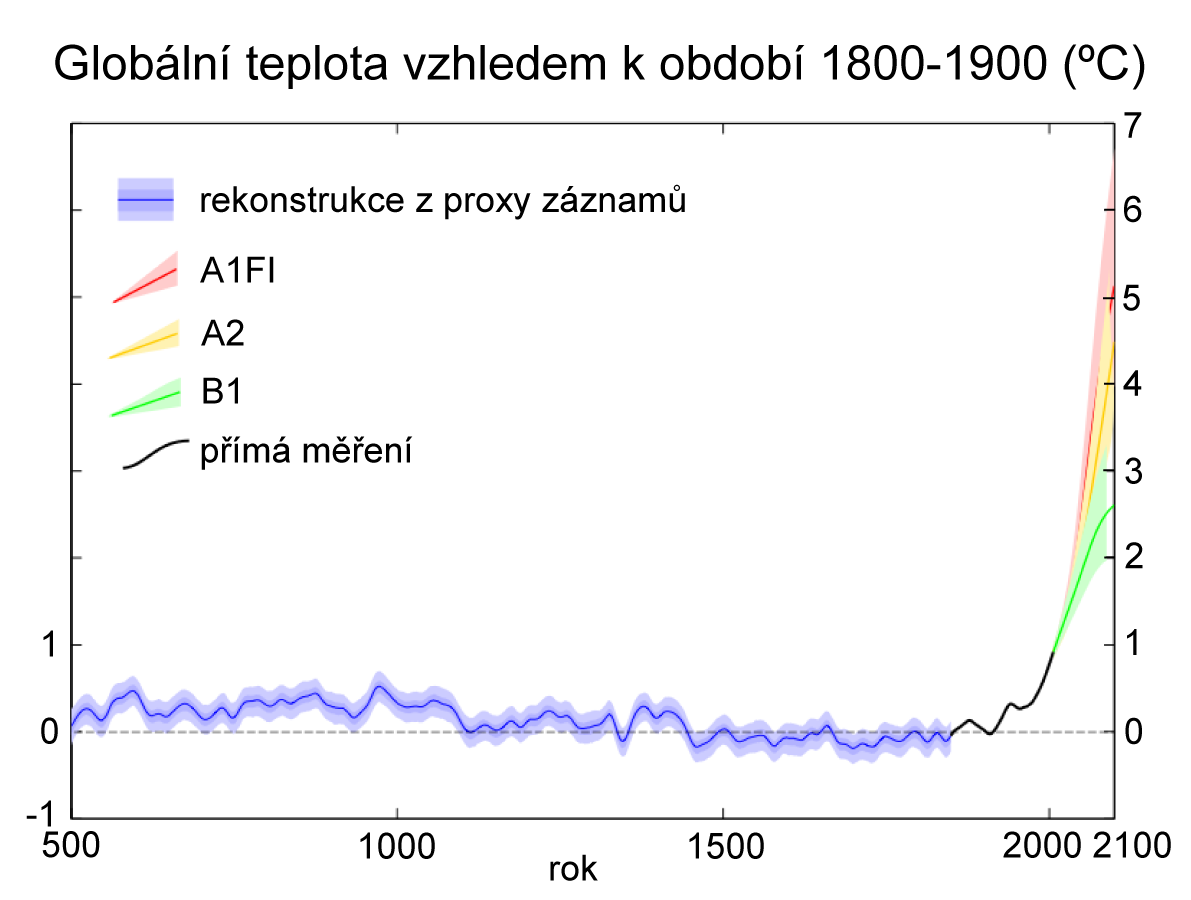 Globální teplota vzhledem k období 1800-1900 (ºC)
7
rekonstrukce z proxy záznamů
6
A1FI
5
A2
B1
4
přímá měření
3
2
1
1
0
0
-1
500
1000
1500
2000
2100
rok